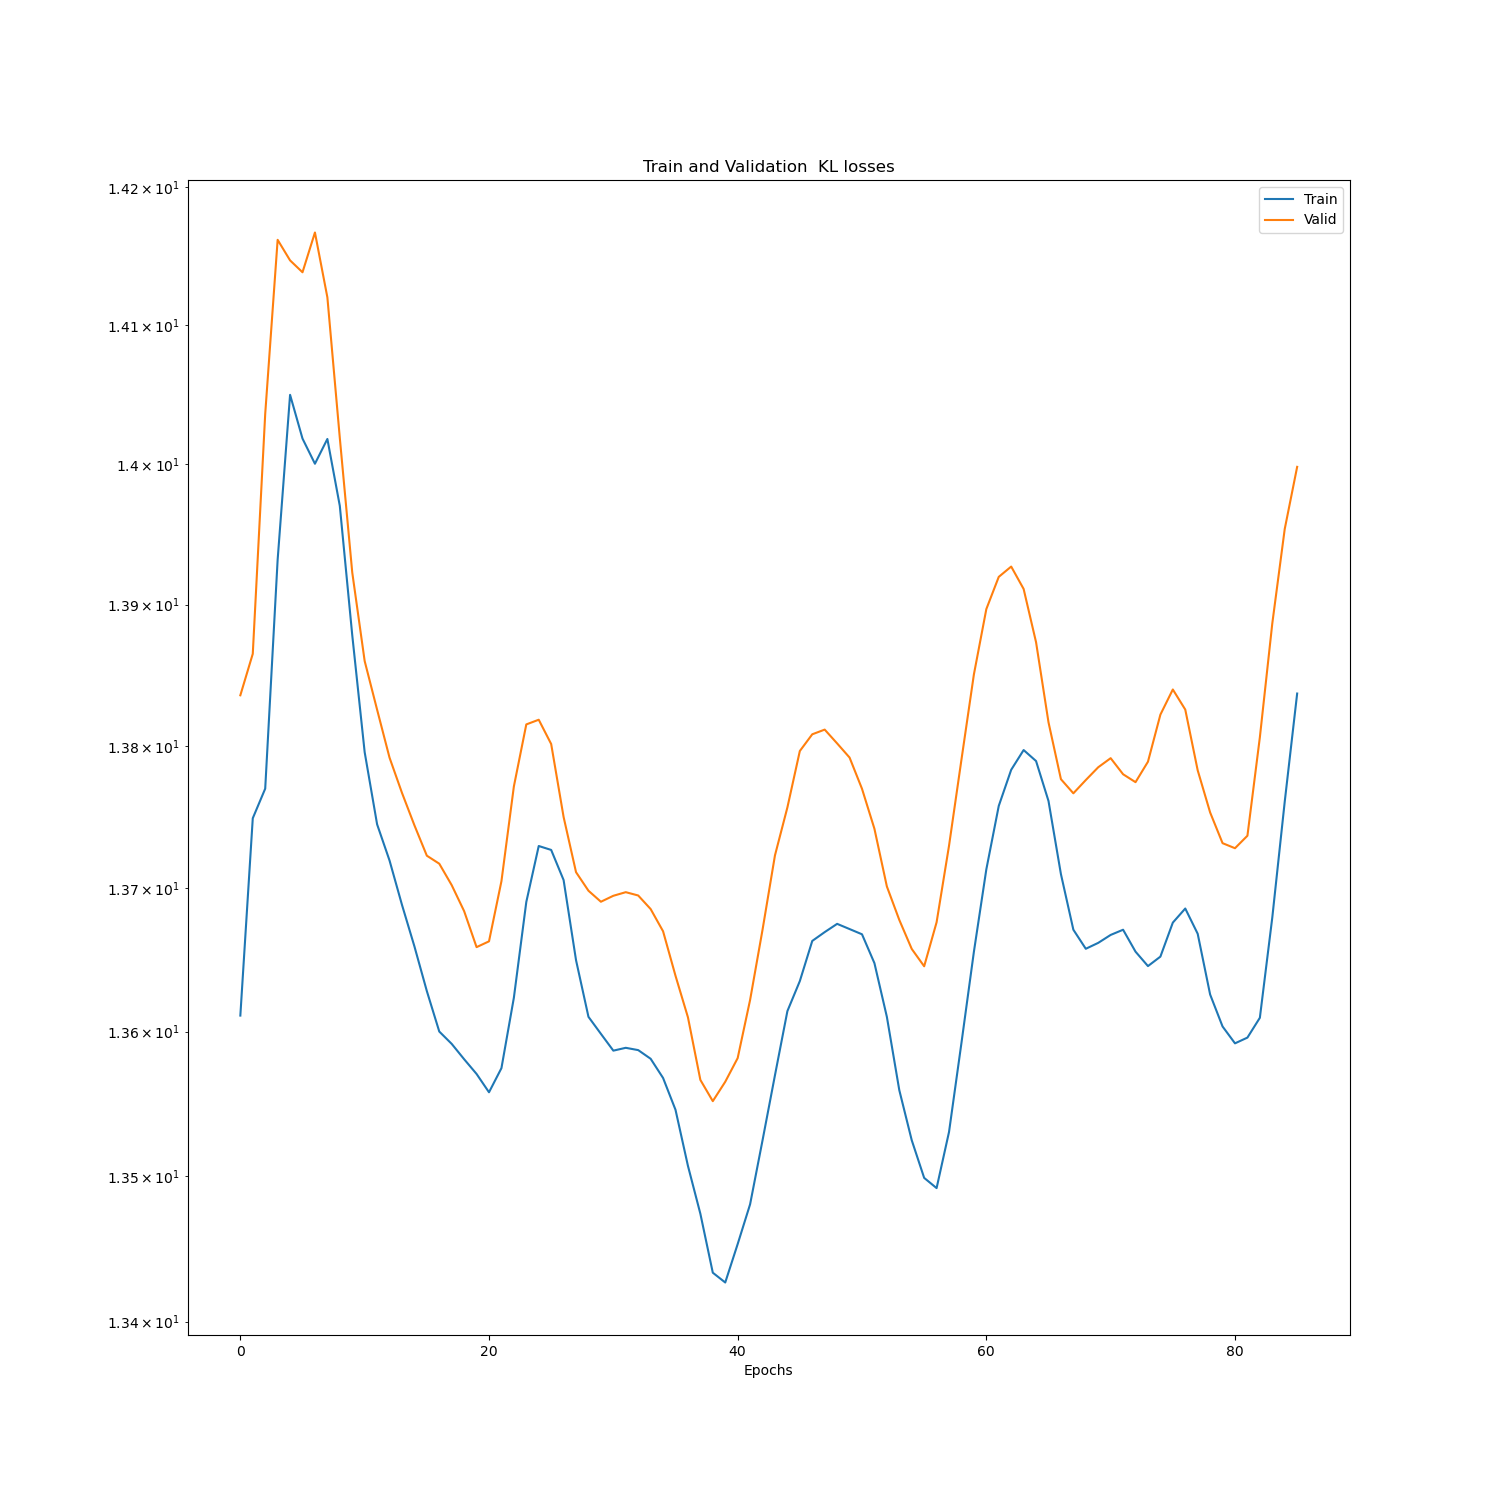 Train and Validation  KL losses
1.42 × 10¹
1.41 × 10¹
1.4 × 10¹
1.39 × 10¹
1.38 × 10¹
1.37 × 10¹
1.36 × 10¹
1.35 × 10¹
1.34 × 10¹
Train
Valid
0 20 40 60 80
Epochs